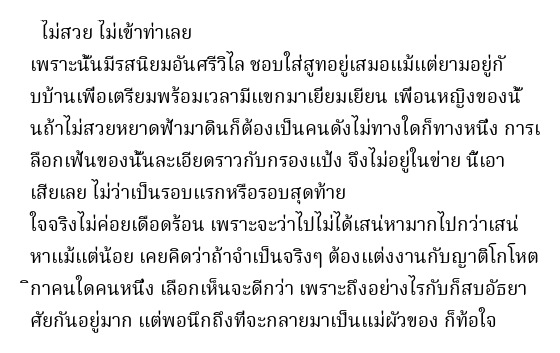 ไม่สวย ไม่เข้าท่าเลย
เพราะนั้นมีรสนิยมอันศรีวิไล ชอบใส่สูทอยู่เสมอแม้แต่ยามอยู่กั
บบ้านเพื่อเตรียมพร้อมเวลามีแขกมาเยี่ยมเยียน เพื่อนหญิงของนั้
นถ้าไม่สวยหยาดฟ้ามาดินก็ต้องเป็นคนดังไม่ทางใดก็ทางหนึ่ง การเ
ลือกเฟ้นของนั้นละเอียดราวกับกรองแป้ง จึงไม่อยู่ในข่าย นี้เอา
เสียเลย ไม่ว่าเป็นรอบแรกหรือรอบสุดท้าย
ใจจริงไม่ค่อยเดือดร้อน เพราะจะว่าไปไม่ได้เสน่หามากไปกว่าเสน่
หาแม้แต่น้อย เคยคิดว่าถ้าจำเป็นจริงๆ ต้องแต่งงานกับญาติโกโหต
ิกาคนใดคนหนึ่ง เลือกเห็นจะดีกว่า เพราะถึงอย่างไรกับก็สบอัธยา
ศัยกันอยู่มาก แต่พอนึกถึงที่จะกลายมาเป็นแม่ผัวของ ก็ท้อใจ